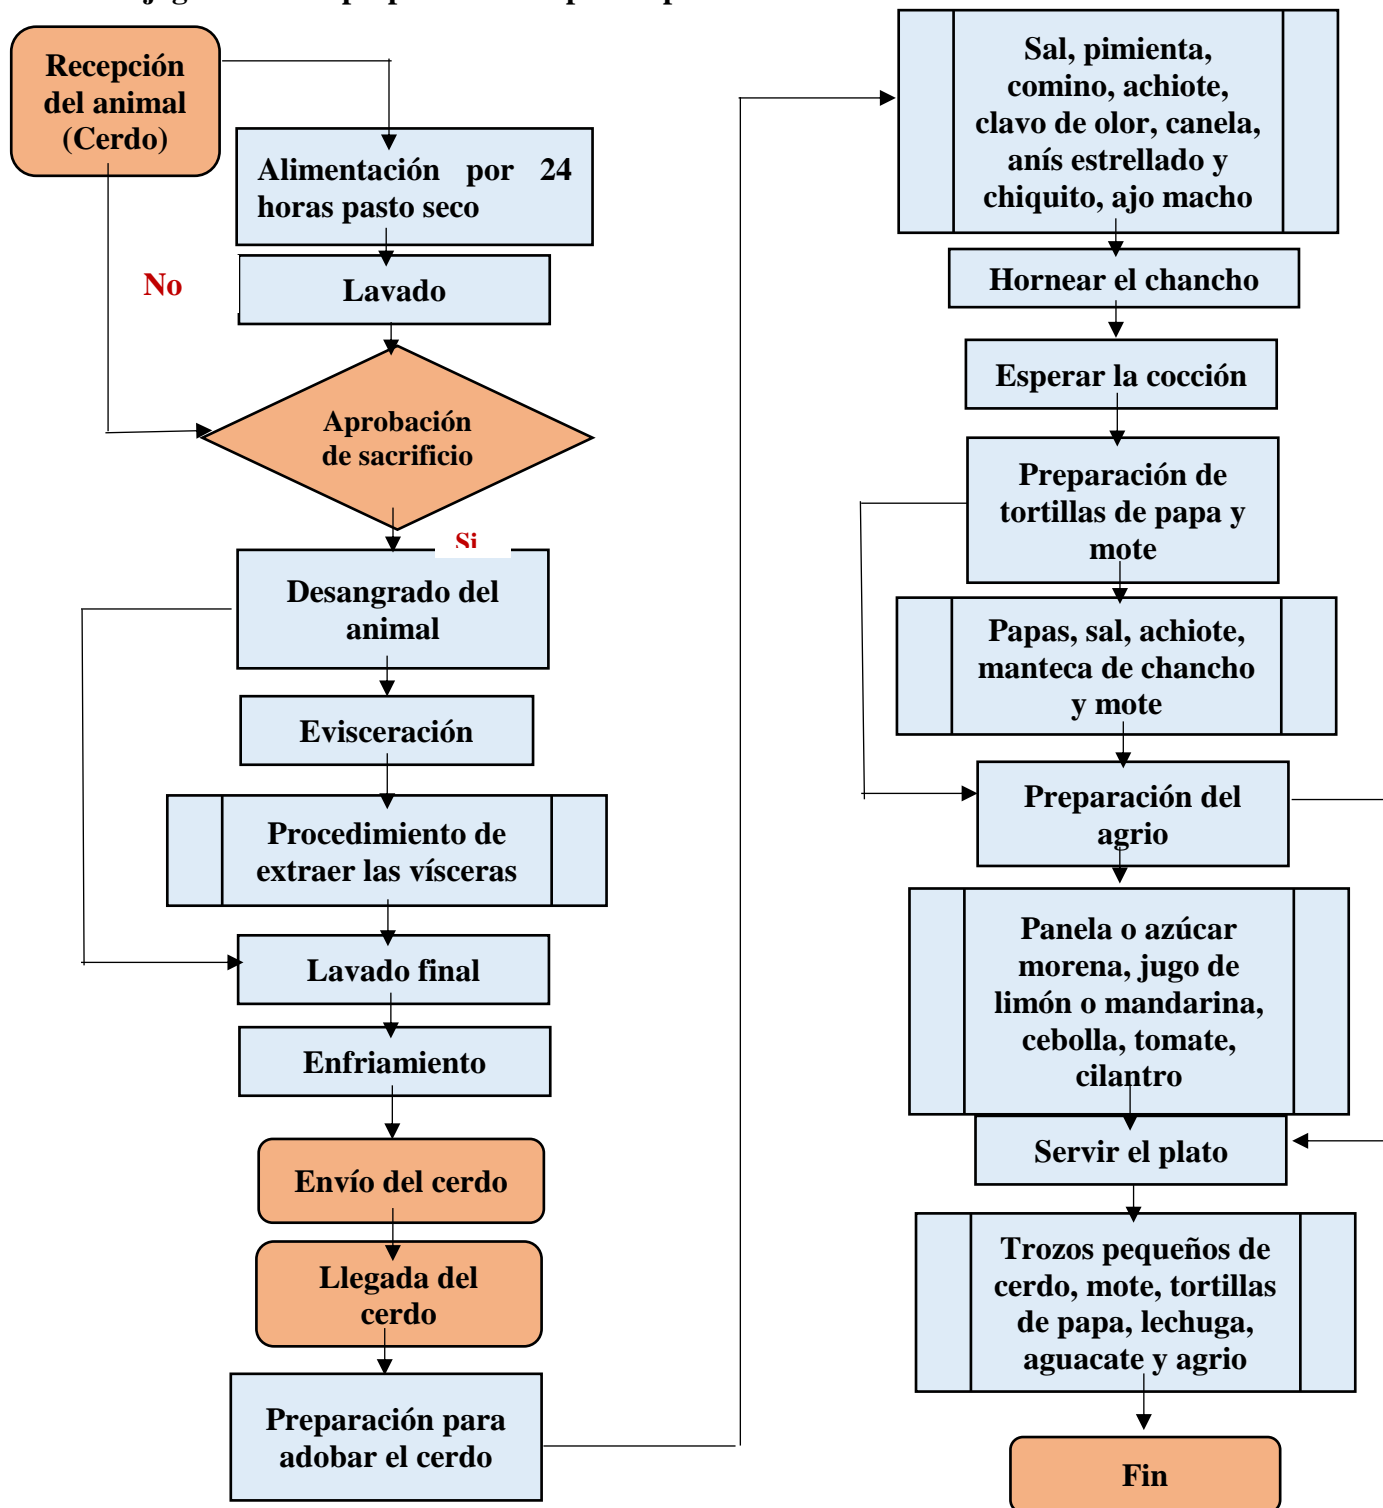 Recepción
del animal
(Cerdo)
Alimentación por 24
horas pasto seco
No
Lavado
Aprobación
de sacrificio
Si
Desangrado del
animal
Evisceración
Procedimiento de
extraer las vísceras
Lavado final
Enfriamiento
Envío del cerdo
Llegada del
cerdo
Preparación para
adobar el cerdo
Sal, pimienta,
comino, achiote,
clavo de olor, canela,
anís estrellado y
chiquito, ajo macho
Hornear el chancho
Esperar la cocción
Preparación de
tortillas de papa y
mote
Papas, sal, achiote,
manteca de chancho
y mote
Preparación del
agrio
Panela o azúcar
morena, jugo de
limón o mandarina,
cebolla, tomate,
cilantro
Servir el plato
Trozos pequeños de
cerdo, mote, tortillas
de papa, lechuga,
aguacate y agrio
Fin